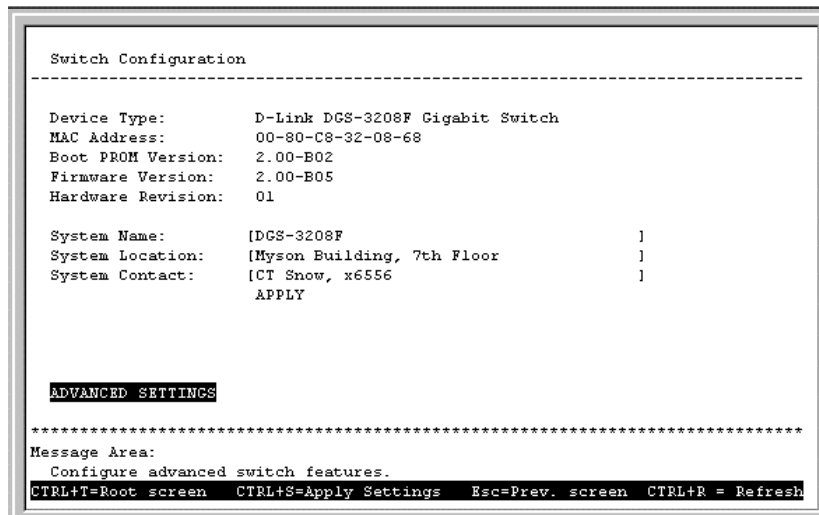 Switch Configuration
--------------------------------------------------------------------------------
Device Type: D-Link DGS-3208F Gigabit Switch
MAC Address: 00-80-C8-32-08-68
Boot PROM Version: 2.00-B02
Firmware Version: 2.00-B05
Hardware Revision: 01
System Name: [DGS-3208F ]
System Location: [Myson Building, 7th Floor ]
System Contact: [CT Snow, x6556 ]
APPLY
ADVANCED SETTINGS
********************************************************************************
Message Area:
Configure advanced switch features.
CTRL+T=Root screen CTRL+S=Apply Settings Esc=Prev. screen CTRL+R = Refresh